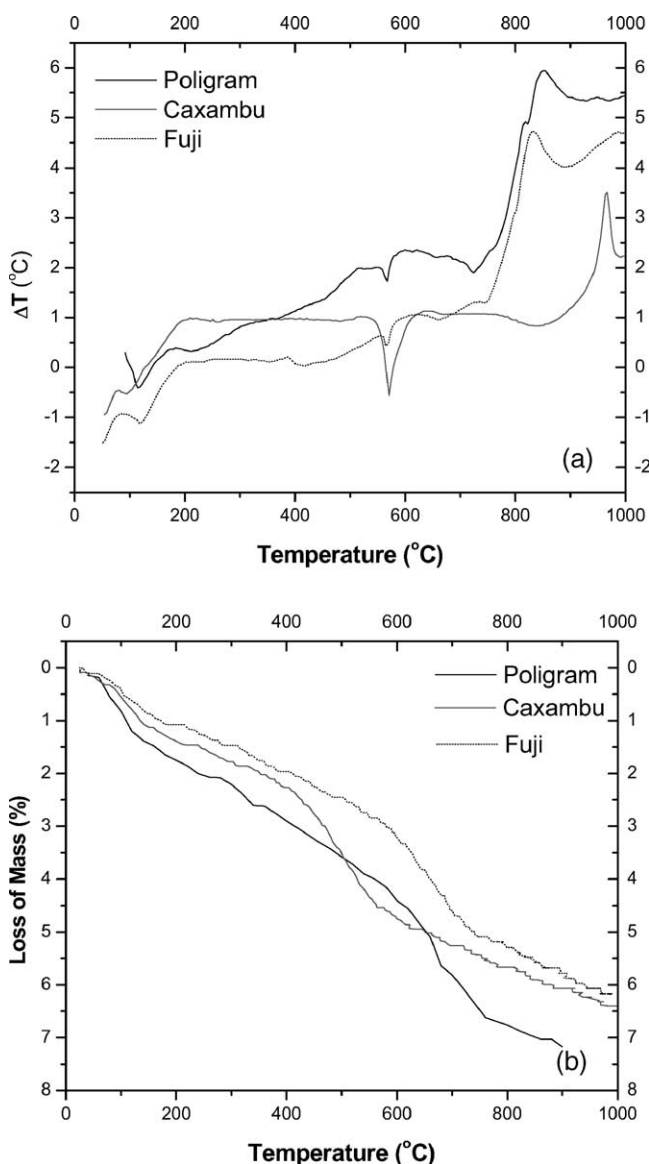 0 200 400 600 800 1000
6 6
Poligram
5 Caxambu 5
Fuji
4 4
3 3
ΔT (°C)
2 2
1 1
0 0
-1 -1
-2 (a) -2
0 200 400 600 800 1000
Temperature (°C)
0 200 400 600 800 1000
0 0
Poligram
1 Caxambu 1
Fuji
2 2
3 3
Loss of Mass (%)
4 4
5 5
6 6
7 7
(b)
8 8
0 200 400 600 800 1000
Temperature (°C)